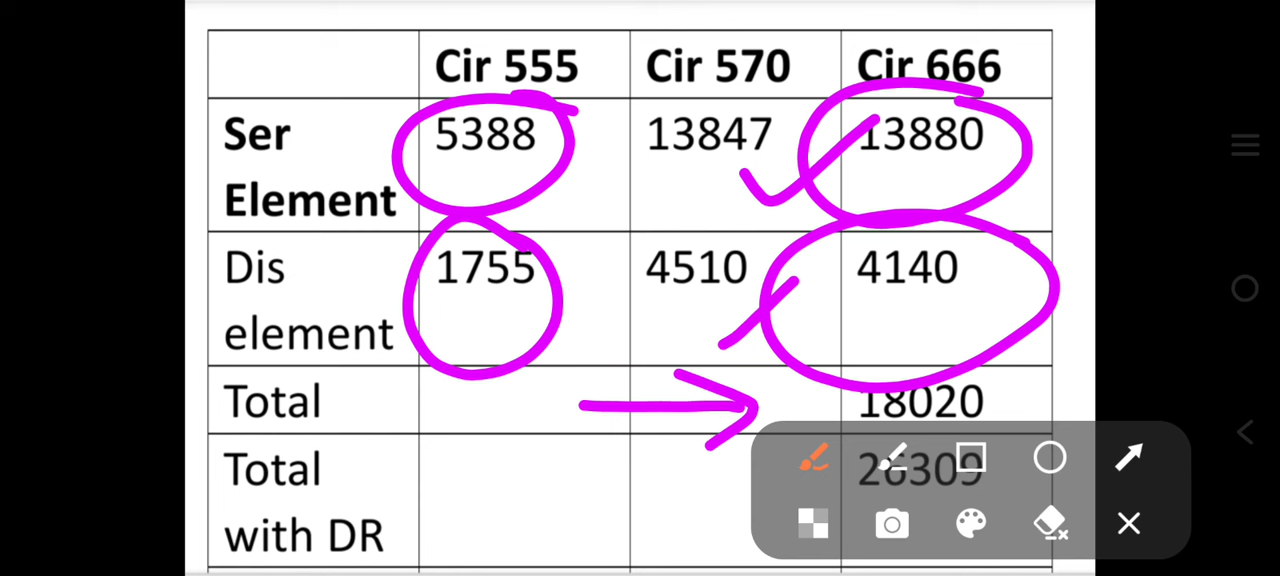 Cir 555 Cir 570 Cir 666
Ser 5388 13847 13880
Element
Dis 1755 4510 4140
element
Total 18020
Total 26309
with DR